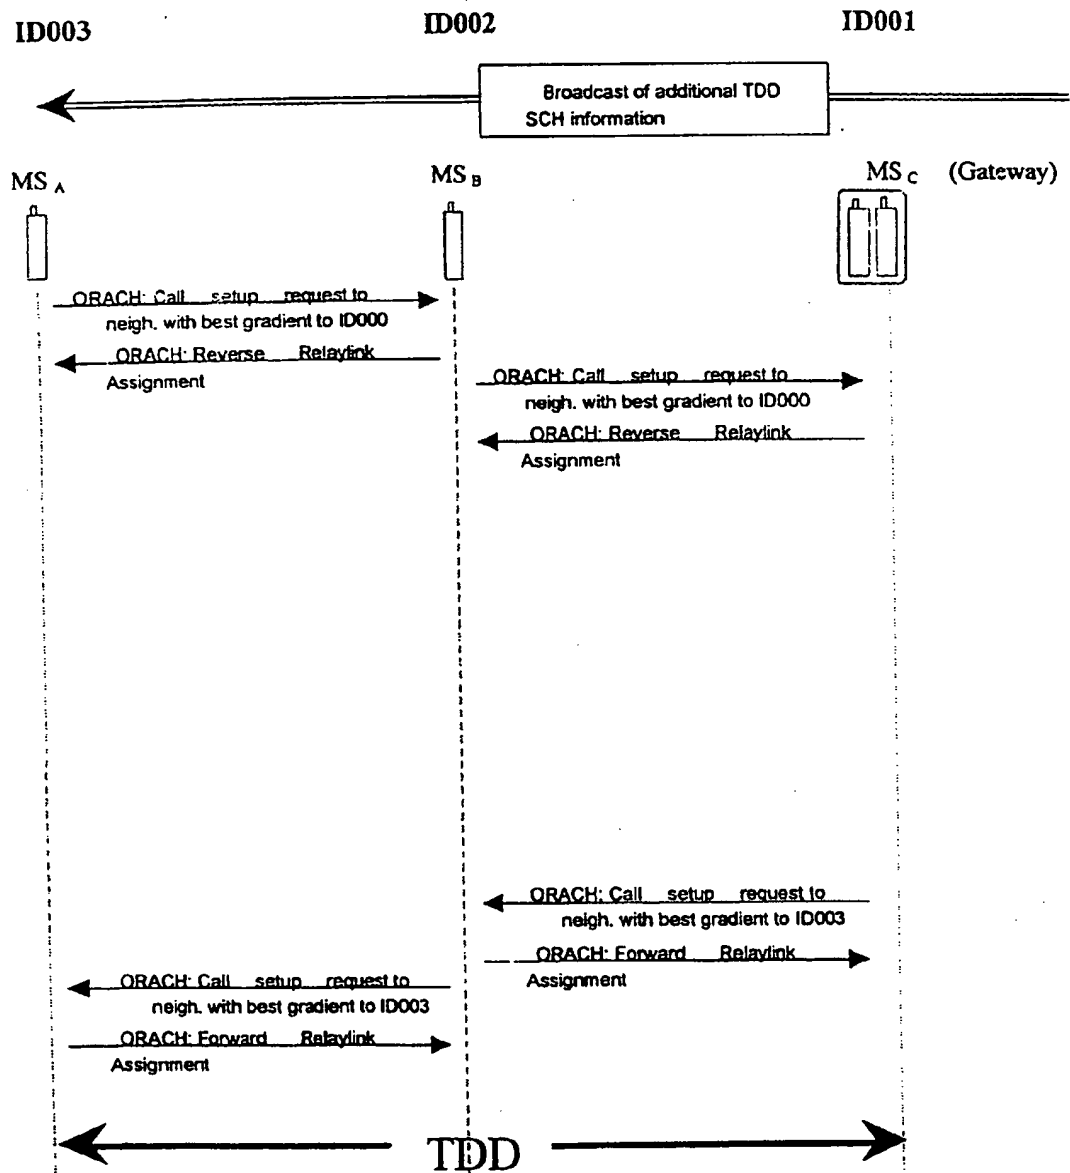 ID003 ID002 ID001
Broadcast of additional TDD
SCH information
MS A MS B MS C (Gateway)
ORACH: Call setup request to
neigh. with best gradient to ID000
ORACH: Reverse Relaylink
Assignment
ORACH: Call setup request to
neigh. with best gradient to ID000
ORACH: Reverse Relaylink
Assignment
ORACH: Call setup request to
neigh. with best gradient to ID003
ORACH: Forward Relaylink
Assignment
ORACH: Call setup request to
neigh. with best gradient to ID003
ORACH: Forward Relaylink
Assignment
TDD